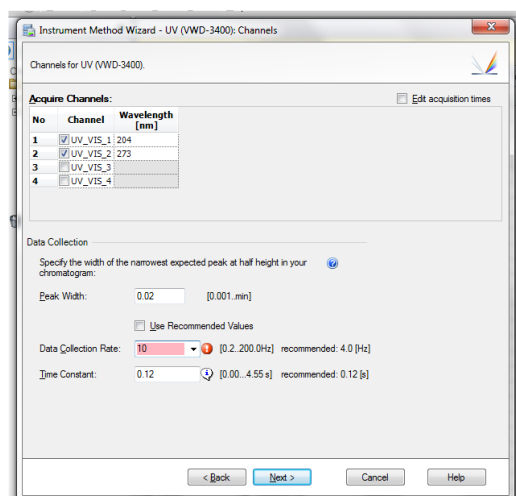 Instrument Method Wizard - UV (VWD-3400): Channels
Channels for UV (VWD-3400).
Acquire Channels:
Edit acquisition times
No Channel Wavelength [nm]
1 UV_VIS_1 204
2 UV_VIS_2 273
3 UV_VIS_3
4 UV_VIS_4
Data Collection
Specify the width of the narrowest expected peak at half height in your
chromatogram:
Peak Width: 0.02 [0.001..min]
Use Recommended Values
Data Collection Rate: 10 [0.2..200.0Hz] recommended: 4.0 [Hz]
Time Constant: 0.12 [0.00...4.55 s] recommended: 0.12 [s]
< Back Next > Cancel Help